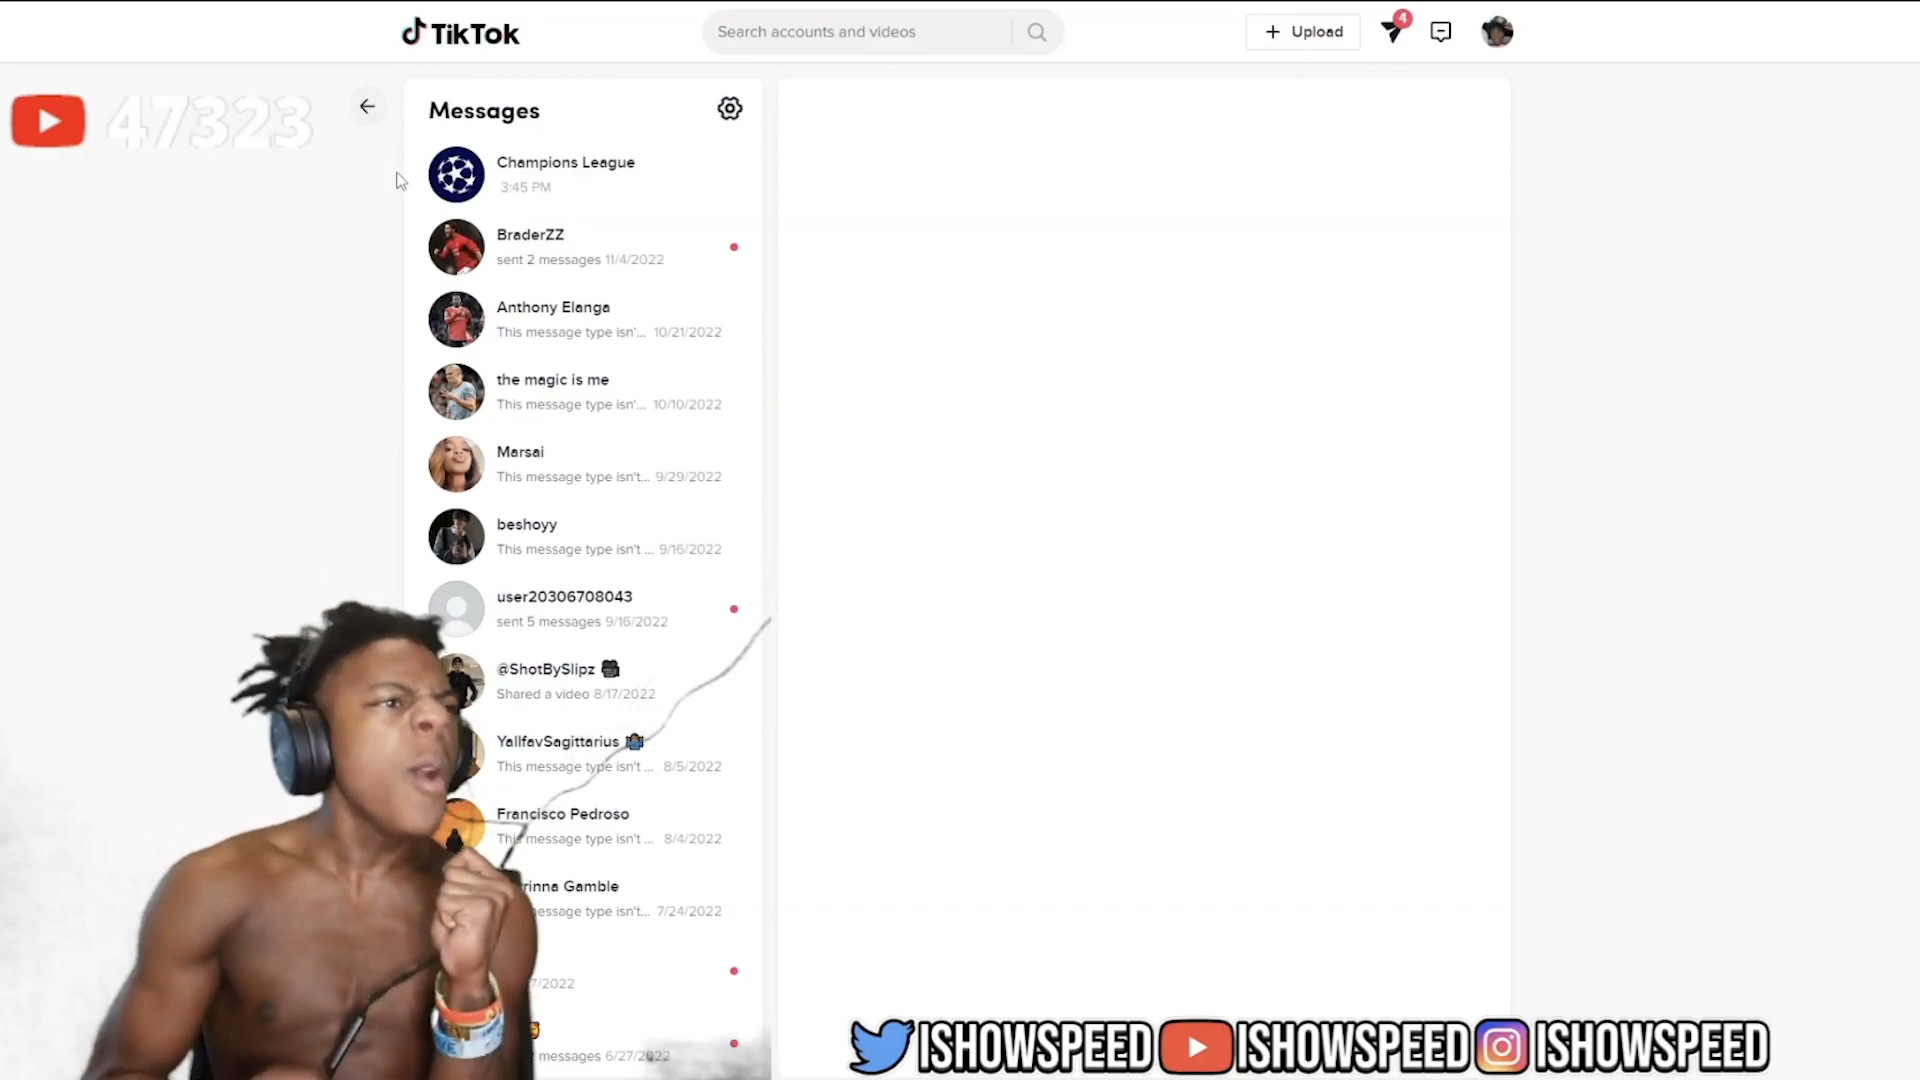 TikTok
Search accounts and videos
Upload
4
47323
Messages
Champions League
3:45 PM
BraderZZ
sent 2 messages 11/4/2022
Anthony Elanga
This message type isn'... 10/21/2022
the magic is me
This message type isn'... 10/10/2022
Marsai
This message type isn't... 9/29/2022
beshoyy
This message type isn't ... 9/16/2022
user20306708043
sent 5 messages 9/16/2022
@ShotBySlipz
Shared a video 8/17/2022
YallfavSagittarius
This message type isn't ... 8/5/2022
Francisco Pedroso
This message type isn't ... 8/4/2022
rinna Gamble
essage type isn't... 7/24/2022
7/2022
messages 6/27/2022
ISHOWSPEED ISHOWSPEED ISHOWSPEED